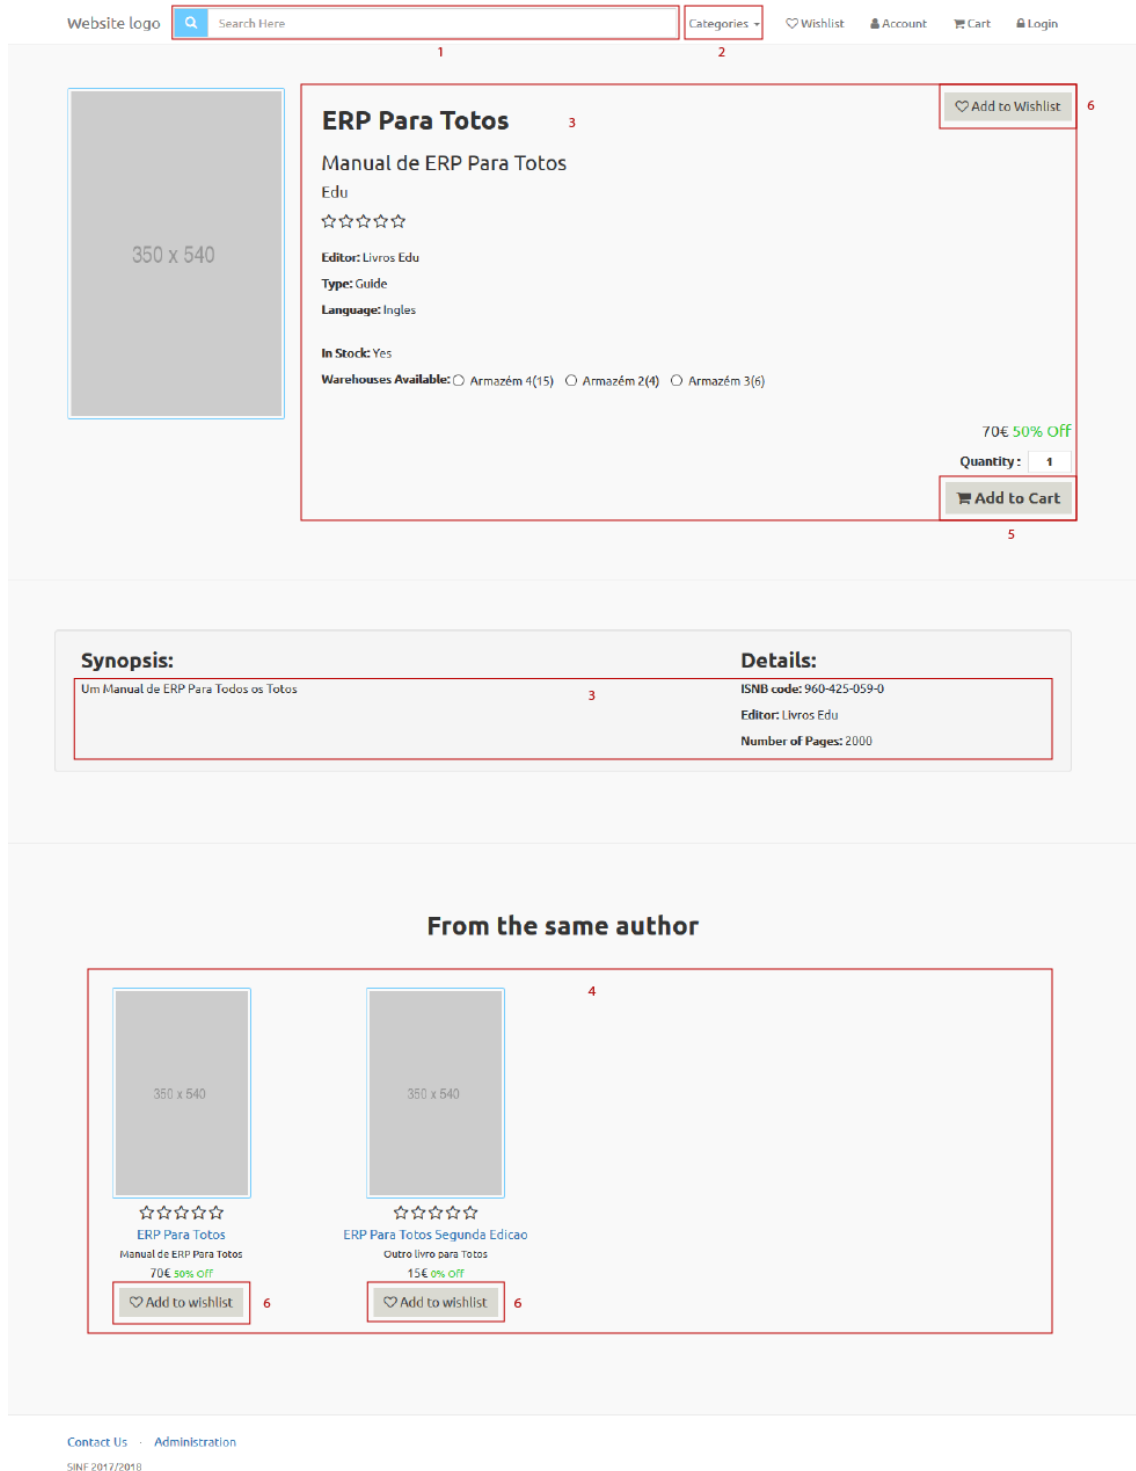 Website logo Search Here Categories Wishlist Account Cart Login
1 2
Add to Wishlist 6
ERP Para Totos 3
Manual de ERP Para Totos
Edu
350 x 540
Editor: Livros Edu
Type: Guide
Language: Ingles
In Stock: Yes
Warehouses Available: Armazém 4(15) Armazém 2(4) Armazém 3(6)
70€ 50% Off
Quantity : 1
Add to Cart
5
Synopsis: Details:
Um Manual de ERP Para Todos os Totos 3 ISNB code: 960-425-059-0
Editor: Livros Edu
Number of Pages: 2000
From the same author
4
350 x 540 350 x 540
ERP Para Totos ERP Para Totos Segunda Edicao
Manual de ERP Para Totos Outro livro para Totos
70€ 50% Off 15€ 0% Off
Add to wishlist 6 Add to wishlist 6
Contact Us · Administration
SINF 2017/2018